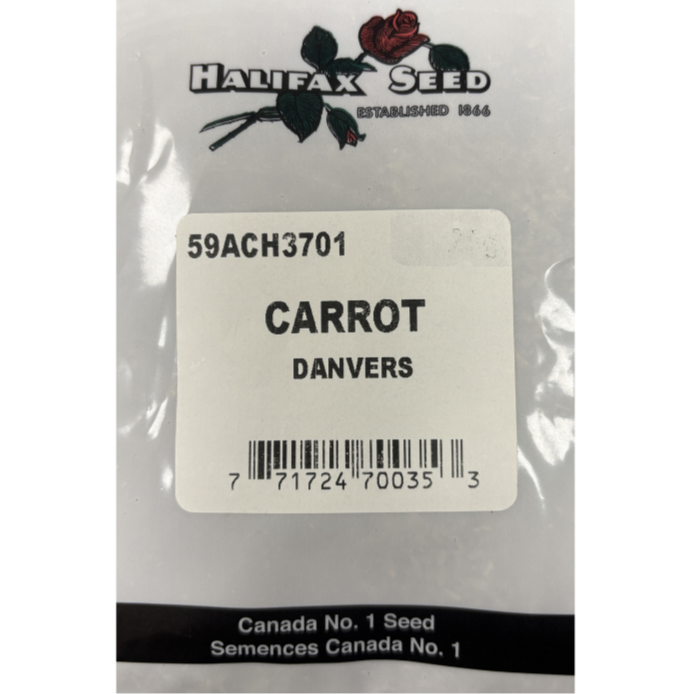 HALIFAX SEED
ESTABLISHED 1866
59ACH3701
CARROT
DANVERS
7 71724 70035 3
Canada No. 1 Seed
Semences Canada No. 1